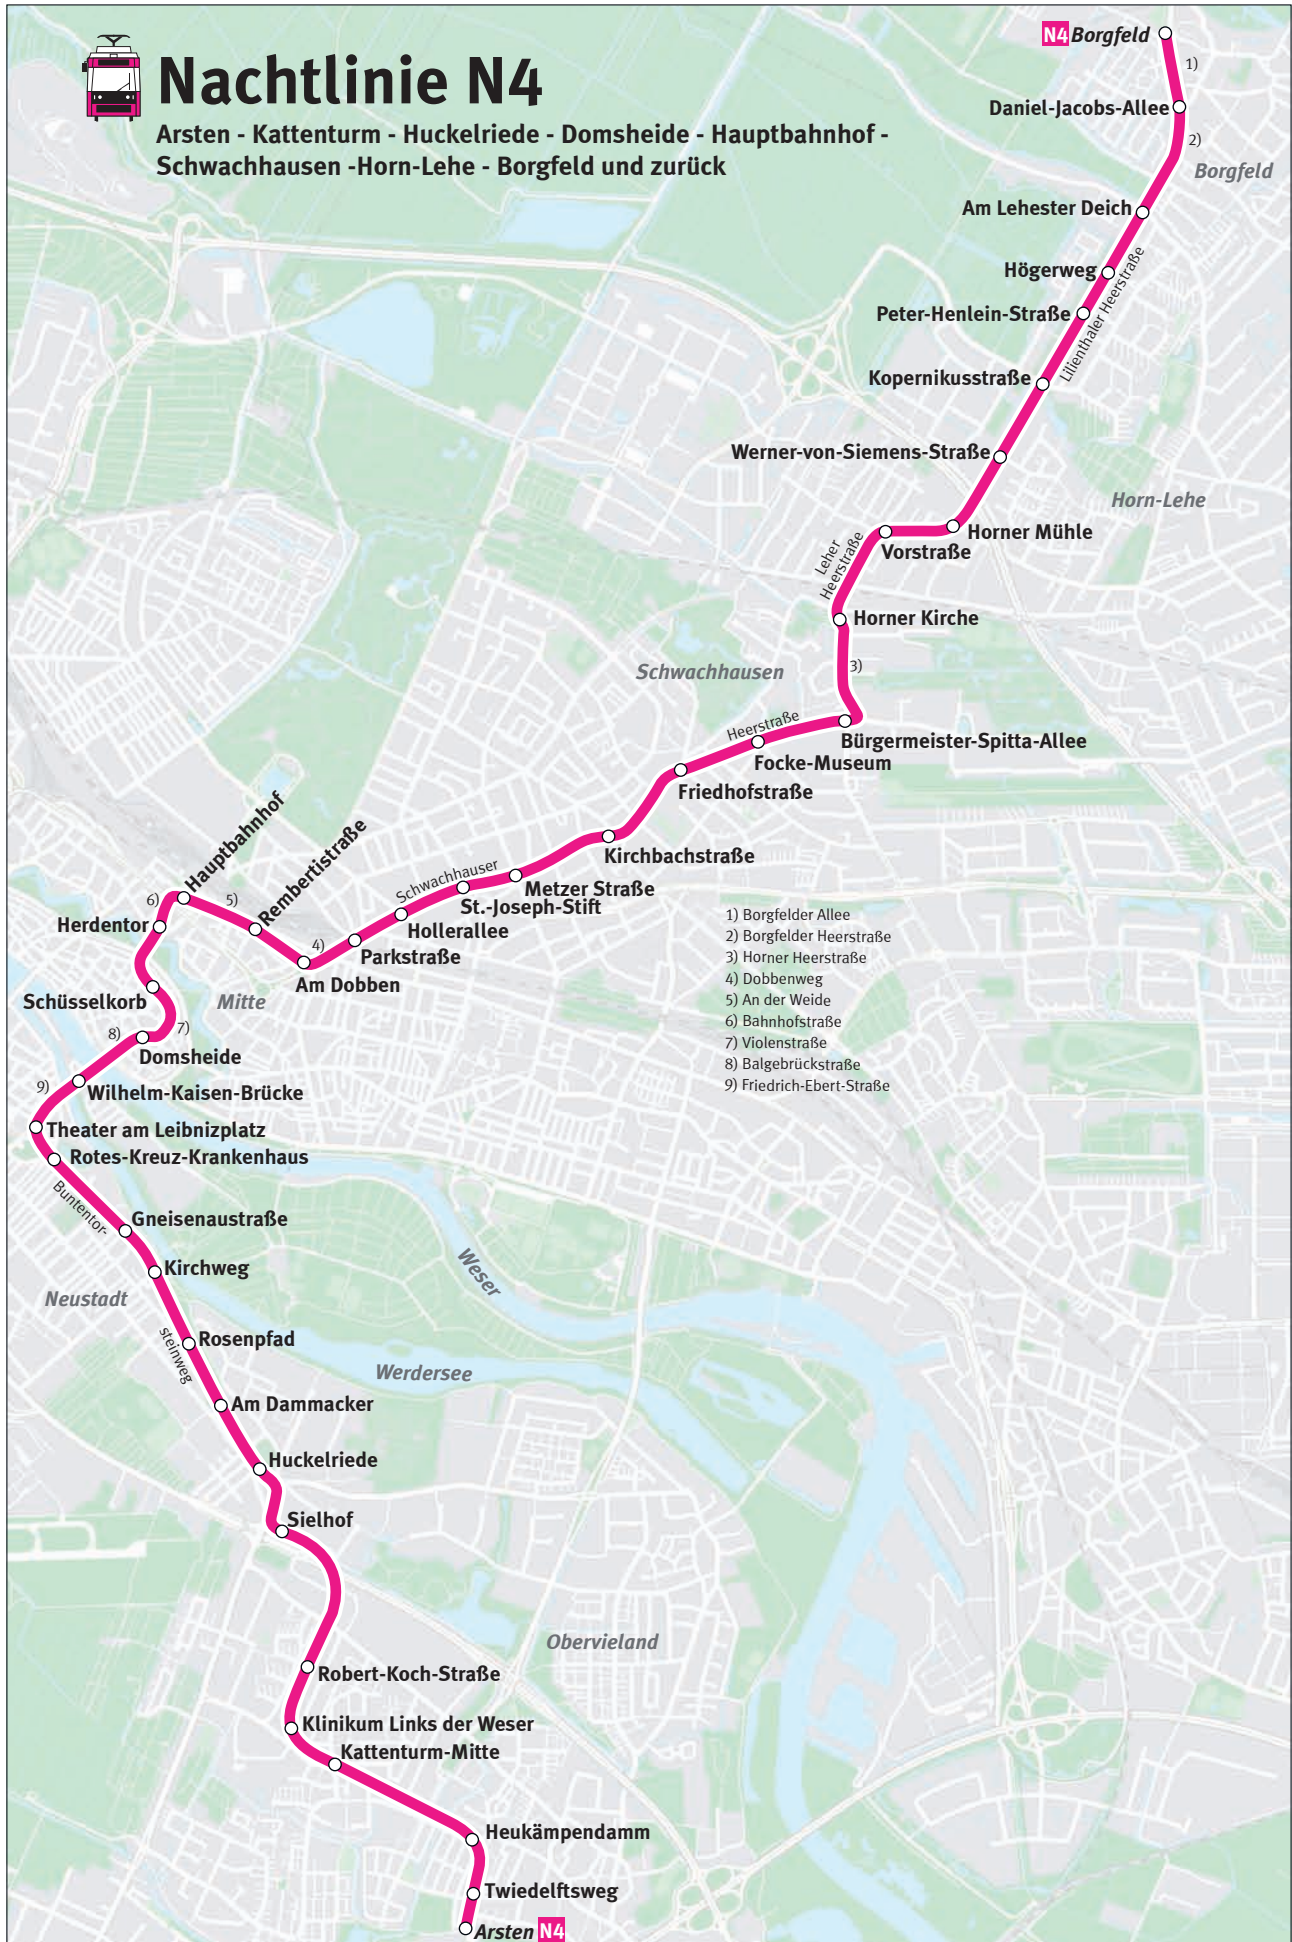 Nachtlinie N4
Arsten - Kattenturm - Huckelriede - Domsheide - Hauptbahnhof -
Schwachhausen -Horn-Lehe - Borgfeld und zurück
N4 Borgfeld
1)
Daniel-Jacobs-Allee
2)
Borgfeld
Am Lehester Deich
Högerweg
Peter-Henlein-Straße
Lilienthaler Heerstraße
Kopernikusstraße
Werner-von-Siemens-Straße
Horn-Lehe
Horner Mühle
Vorstraße
Leher
Heerstraße
Horner Kirche
3)
Schwachhausen
Heerstraße
Bürgermeister-Spitta-Allee
Focke-Museum
Friedhofstraße
Kirchbachstraße
Schwachhauser
Metzer Straße
St.-Joseph-Stift
Hollerallee
Parkstraße
4)
Am Dobben
Rembertistraße
5)
Hauptbahnhof
6)
Herdentor
Schüsselkorb
Mitte
7)
8)
Domsheide
9)
Wilhelm-Kaisen-Brücke
1) Borgfelder Allee
2) Borgfelder Heerstraße
3) Horner Heerstraße
4) Dobbenweg
5) An der Weide
6) Bahnhofstraße
7) Violenstraße
8) Balgebrückstraße
9) Friedrich-Ebert-Straße
Theater am Leibnizplatz
Rotes-Kreuz-Krankenhaus
Buntentor-
Gneisenaustraße
Kirchweg
Weser
Neustadt
Rosenpfad
steinweg
Werdersee
Am Dammacker
Huckelriede
Sielhof
Obervieland
Robert-Koch-Straße
Klinikum Links der Weser
Kattenturm-Mitte
Heukämpendamm
Twiedelftsweg
Arsten N4